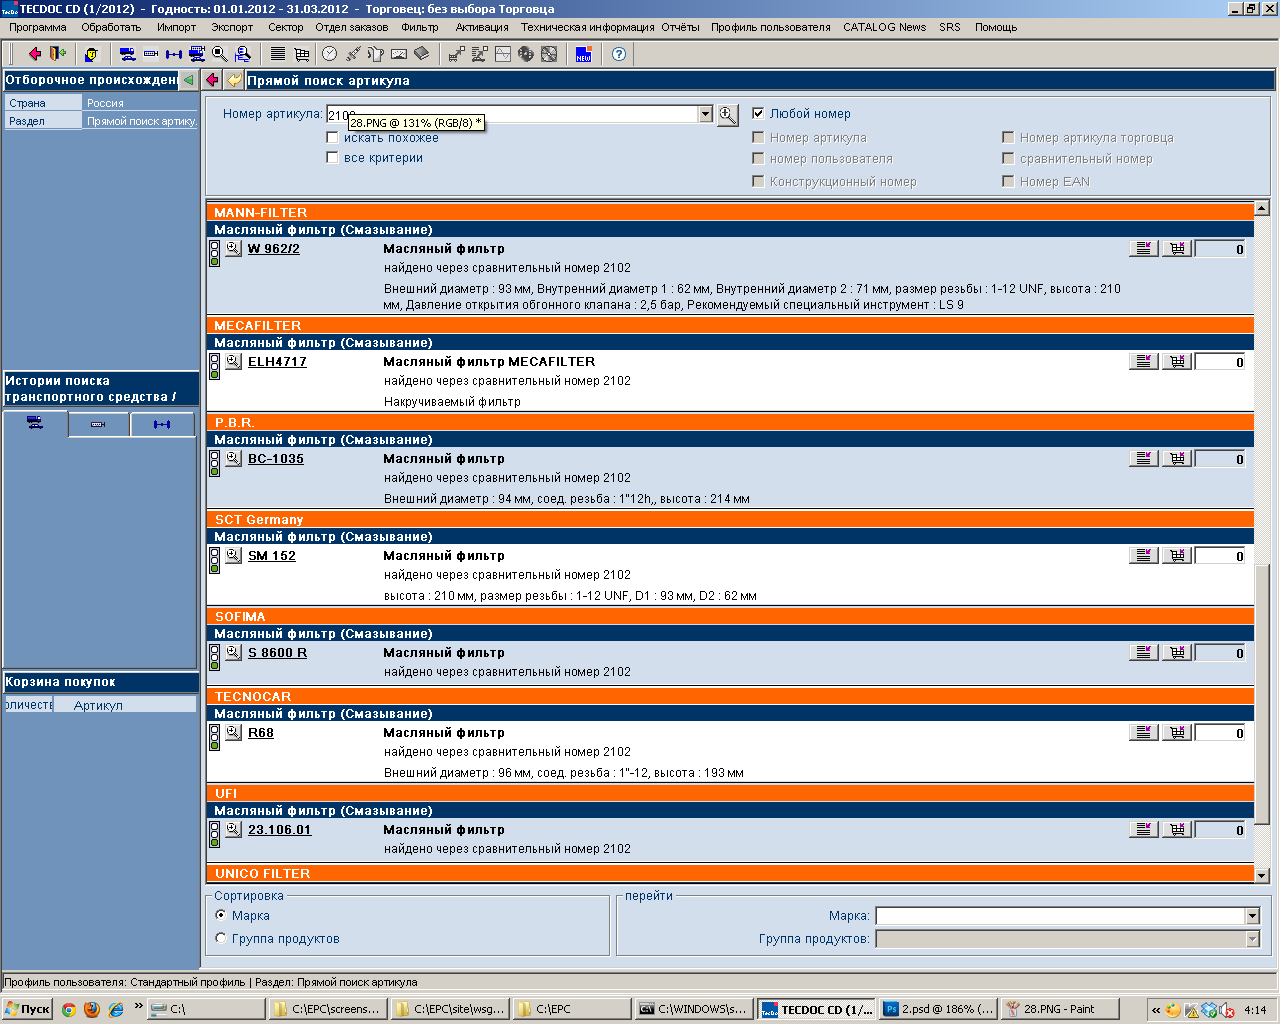 TECDOC CD (1/2012) - Годность: 01.01.2012 - 31.03.2012 - Торговец: без выбора Торговца
Программа Обработать Импорт Экспорт Сектор Отдел заказов Фильтр Активация Техническая информация Отчёты Профиль пользователя CATALOG News SRS Помощь
Отборочное происхожден
Прямой поиск артикула
Страна Россия
Раздел Прямой поиск артику.
Номер артикула:
28.PNG @ 131% (RGB/8) *
искать похожее
все критерии
Любой номер
Номер артикула Номер артикула торговца
номер пользователя сравнительный номер
Конструкционный номер Номер EAN
MANN-FILTER
Масляный фильтр (Смазывание)
W 962/2 Масляный фильтр 0
найдено через сравнительный номер 2102
Внешний диаметр : 93 мм, Внутренний диаметр 1 : 62 мм, Внутренний диаметр 2 : 71 мм, размер резьбы : 1-12 UNF, высота : 210
мм, Давление открытия обгонного клапана : 2,5 бар, Рекомендуемый специальный инструмент : LS 9
MECAFILTER
Масляный фильтр (Смазывание)
ELH4717 Масляный фильтр MECAFILTER 0
найдено через сравнительный номер 2102
Накручиваемый фильтр
P.B.R.
Масляный фильтр (Смазывание)
BC-1035 Масляный фильтр 0
найдено через сравнительный номер 2102
Внешний диаметр : 94 мм, соед. резьба : 1"12h,, высота : 214 мм
SCT Germany
Масляный фильтр (Смазывание)
SM 152 Масляный фильтр 0
найдено через сравнительный номер 2102
высота : 210 мм, размер резьбы : 1-12 UNF, D1 : 93 мм, D2 : 62 мм
SOFIMA
Масляный фильтр (Смазывание)
S 8600 R Масляный фильтр 0
найдено через сравнительный номер 2102
TECNOCAR
Масляный фильтр (Смазывание)
R68 Масляный фильтр 0
найдено через сравнительный номер 2102
Внешний диаметр : 96 мм, соед. резьба : 1"-12, высота : 193 мм
UFI
Масляный фильтр (Смазывание)
23.106.01 Масляный фильтр 0
найдено через сравнительный номер 2102
UNICO FILTER
Истории поиска
транспортного средства /
Корзина покупок
оличеств Артикул
Сортировка
Марка
Группа продуктов
перейти
Марка:
Группа продуктов:
Профиль пользователя: Стандартный профиль | Раздел: Прямой поиск артикула
Пуск » C:\ C:\EPC\screens... C:\EPC\site\wsg... C:\EPC C:\WINDOWS\s... TECDOC CD (1/... 2.psd @ 186% (... 28.PNG - Paint « 4:14